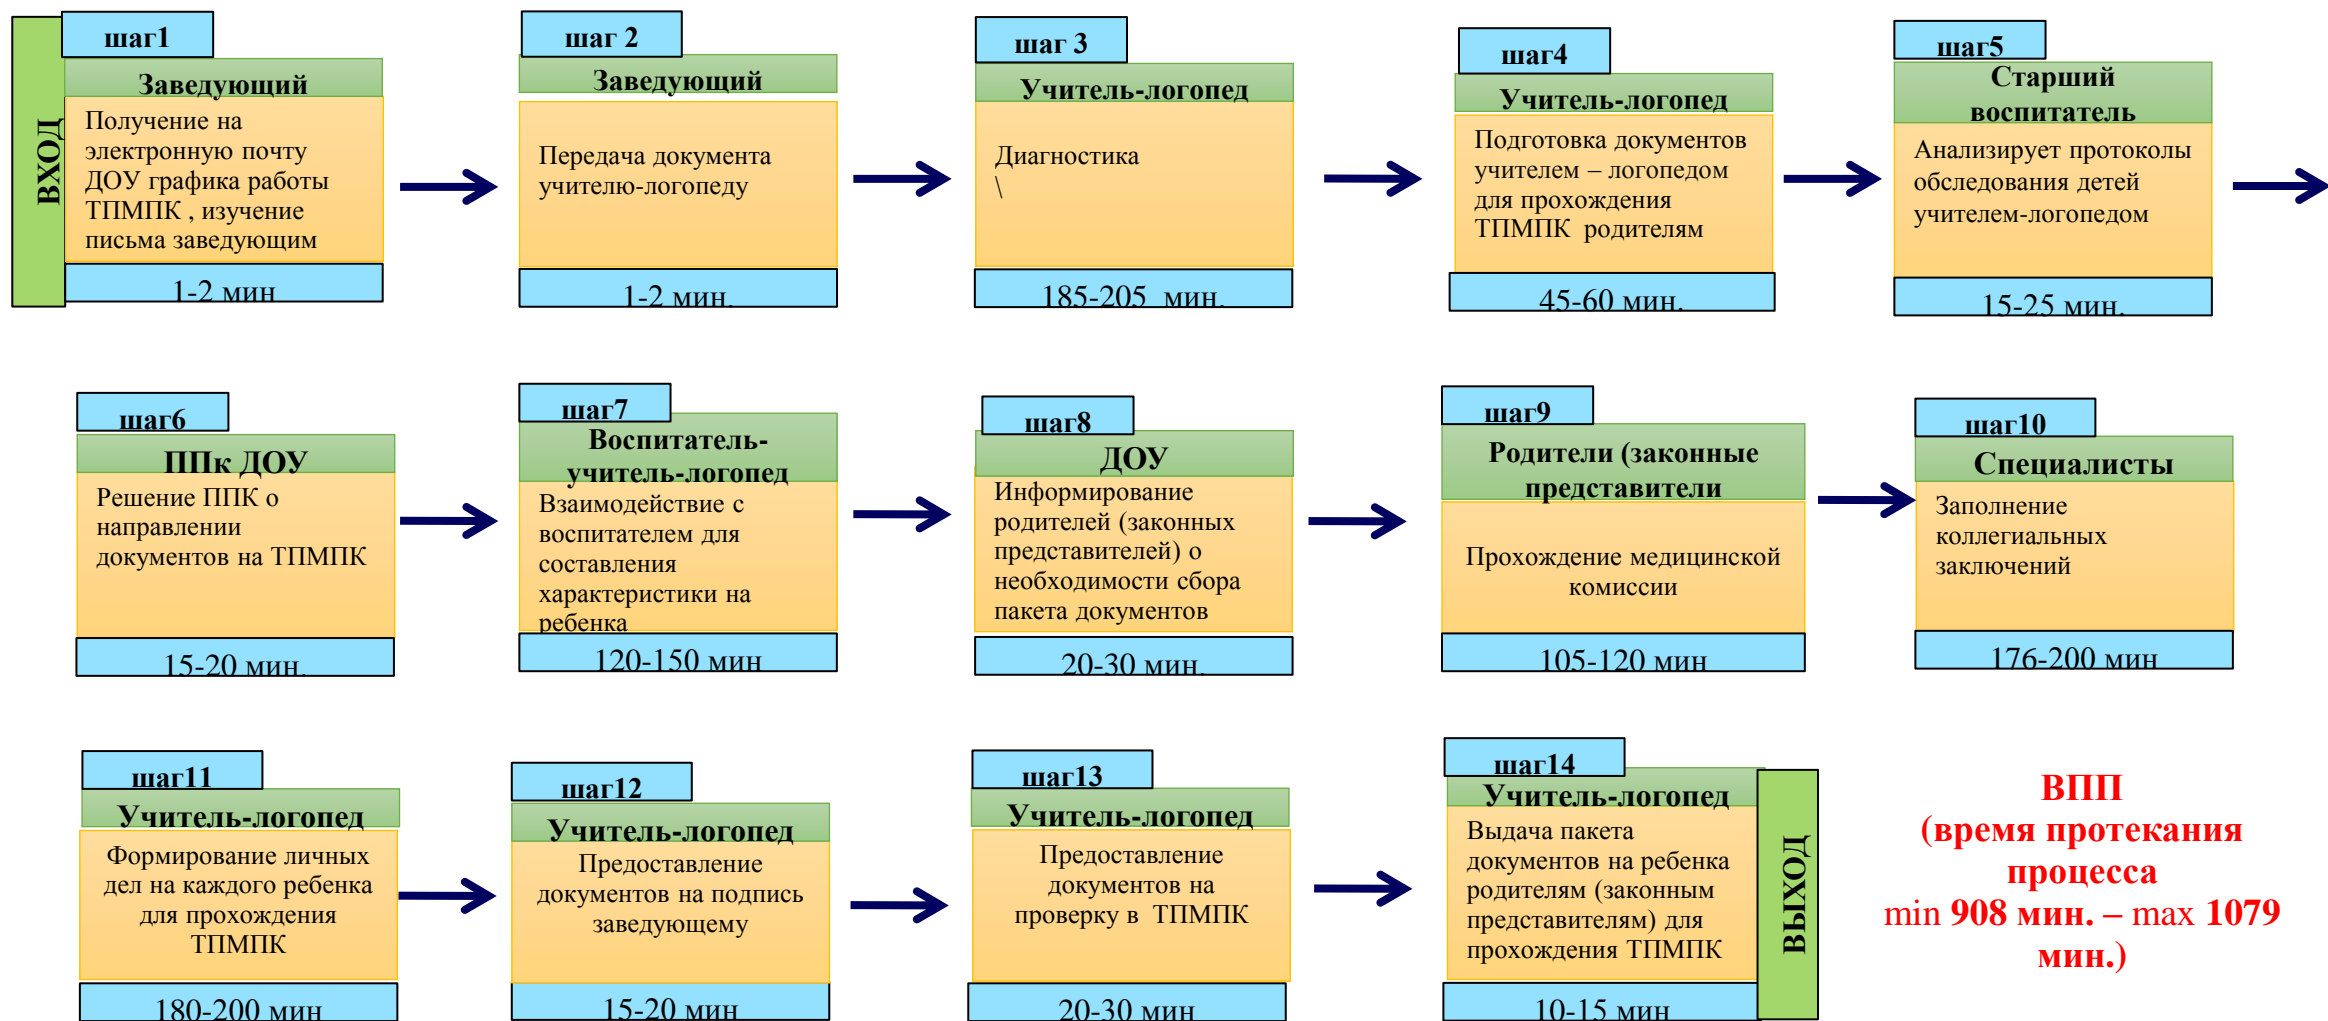 ВХОД
шаг1
Заведующий
Получение на
электронную почту
ДОУ графика работы
ТПМПК , изучение
письма заведующим
1-2 мин
шаг 2
Заведующий
Передача документа
учителю-логопеду
1-2 мин.
шаг 3
Учитель-логопед
Диагностика
\
185-205 мин.
шаг4
Учитель-логопед
Подготовка документов
учителем – логопедом
для прохождения
ТПМПК родителям
45-60 мин.
шаг5
Старший
воспитатель
Анализирует протоколы
обследования детей
учителем-логопедом
15-25 мин.
шаг6
ППк ДОУ
Решение ППК о
направлении
документов на ТПМПК
15-20 мин.
шаг7
Воспитатель-
учитель-логопед
Взаимодействие с
воспитателем для
составления
характеристики на
ребенка
120-150 мин
шаг8
ДОУ
Информирование
родителей (законных
представителей) о
необходимости сбора
пакета документов
20-30 мин.
шаг9
Родители (законные
представители
Прохождение медицинской
комиссии
105-120 мин
шаг10
Специалисты
Заполнение
коллегиальных
заключений
176-200 мин
шаг11
Учитель-логопед
Формирование личных
дел на каждого ребенка
для прохождения
ТПМПК
180-200 мин
шаг12
Учитель-логопед
Предоставление
документов на подпись
заведующему
15-20 мин
шаг13
Учитель-логопед
Предоставление
документов на
проверку в ТПМПК
20-30 мин
шаг14
Учитель-логопед
Выдача пакета
документов на ребенка
родителям (законным
представителям) для
прохождения ТПМПК
10-15 мин
ВЫХОД
ВПП
(время протекания
процесса
min 908 мин. – max 1079
мин.)